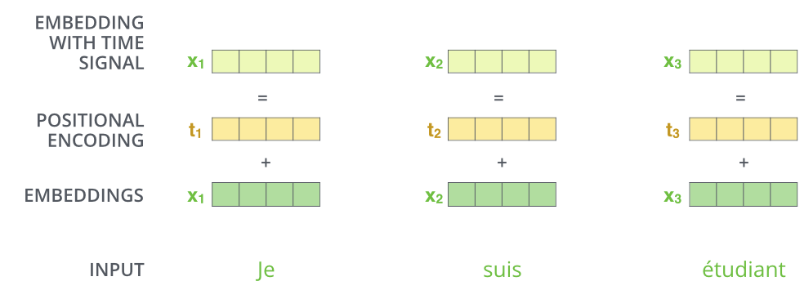 EMBEDDING
WITH TIME
SIGNAL
x₁
x₂
x₃
=
=
=
POSITIONAL
ENCODING
t₁
t₂
t₃
+
+
+
EMBEDDINGS
x₁
x₂
x₃
INPUT
Je
suis
étudiant